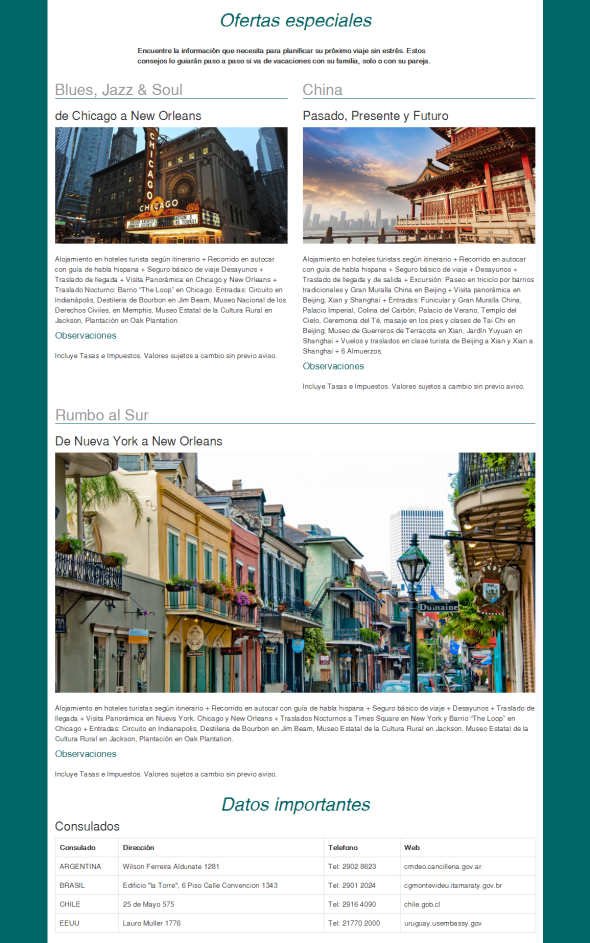 Ofertas especiales
Encuentre la información que necesita para planificar su próximo viaje sin estrés. Estos
consejos lo guiarán paso a paso si va de vacaciones con su familia, solo o con su pareja.
Blues, Jazz & Soul
de Chicago a New Orleans
CHICAGO
CHICAGO
Alojamiento en hoteles turista según itinerario + Recorrido en autocar
con guía de habla hispana + Seguro básico de viaje Desayunos +
Traslado de llegada + Visita Panorámica en Chicago y New Orleans +
Traslado Nocturno: Barrio "The Loop" en Chicago. Entradas: Circuito en
Indianápolis, Destileria de Bourbon en Jim Beam, Museo Nacional de los
Derechos Civiles, en Memphis, Museo Estatal de la Cultura Rural en
Jackson, Plantación en Oak Plantation.
Observaciones
Incluye Tasas e Impuestos. Valores sujetos a cambio sin previo aviso.
China
Pasado, Presente y Futuro
Alojamiento en hoteles turistas según itinerario + Recorrido en autocar
con guía de habla hispana + Seguro básico de viaje + Desayunos +
Traslado de llegada y de salida + Excursión: Paseo en triciclo por barrios
tradicionales y Gran Muralla China en Beijing + Visita panorámica en
Beijing, Xian y Shanghai + Entradas: Funicular y Gran Muralla China,
Palacio Imperial, Colina del Carbón, Palacio de Verano, Templo del
Cielo, Ceremonia del Té, masaje en los pies y clases de Tai Chi en
Beijing; Museo de Guerreros de Terracota en Xian. Jardín Yuyuan en
Shanghai + Vuelos y traslados en clase turista de Beijing a Xian y Xian a
Shanghai + 6 Almuerzos.
Observaciones
Incluye Tasas e Impuestos. Valores sujetos a cambio sin previo aviso.
Rumbo al Sur
De Nueva York a New Orleans
Dumaine
Alojamiento en hoteles turistas según itinerario + Recorrido en autocar con guía de habla hispana + Seguro básico de viaje + Desayunos + Traslado de
llegada + Visita Panorámica en Nueva York, Chicago y New Orleans + Traslados Nocturnos a Times Square en New York y Barrio "The Loop" en
Chicago + Entradas: Circuito en Indianapolis, Destileria de Bourbon en Jim Beam, Museo Estatal de la Cultura Rural en Jackson, Museo Estatal de la
Cultura Rural en Jackson, Plantación en Oak Plantation.
Observaciones
Incluye Tasas e Impuestos. Valores sujetos a cambio sin previo aviso.
Datos importantes
Consulados
Consulado Dirección Telefono Web
ARGENTINA Wilson Ferreira Aldunate 1281 Tel: 2902 8623 cmdeo.cancilleria.gov.ar
BRASIL Edificio "la Torre", 6 Piso Calle Convencion 1343 Tel: 2901 2024 cgmontevideu.itamaraty.gov.br
CHILE 25 de Mayo 575 Tel: 2916 4090 chile.gob.cl
EEUU Lauro Muller 1776 Tel: 21770 2000 uruguay.usembassy.gov